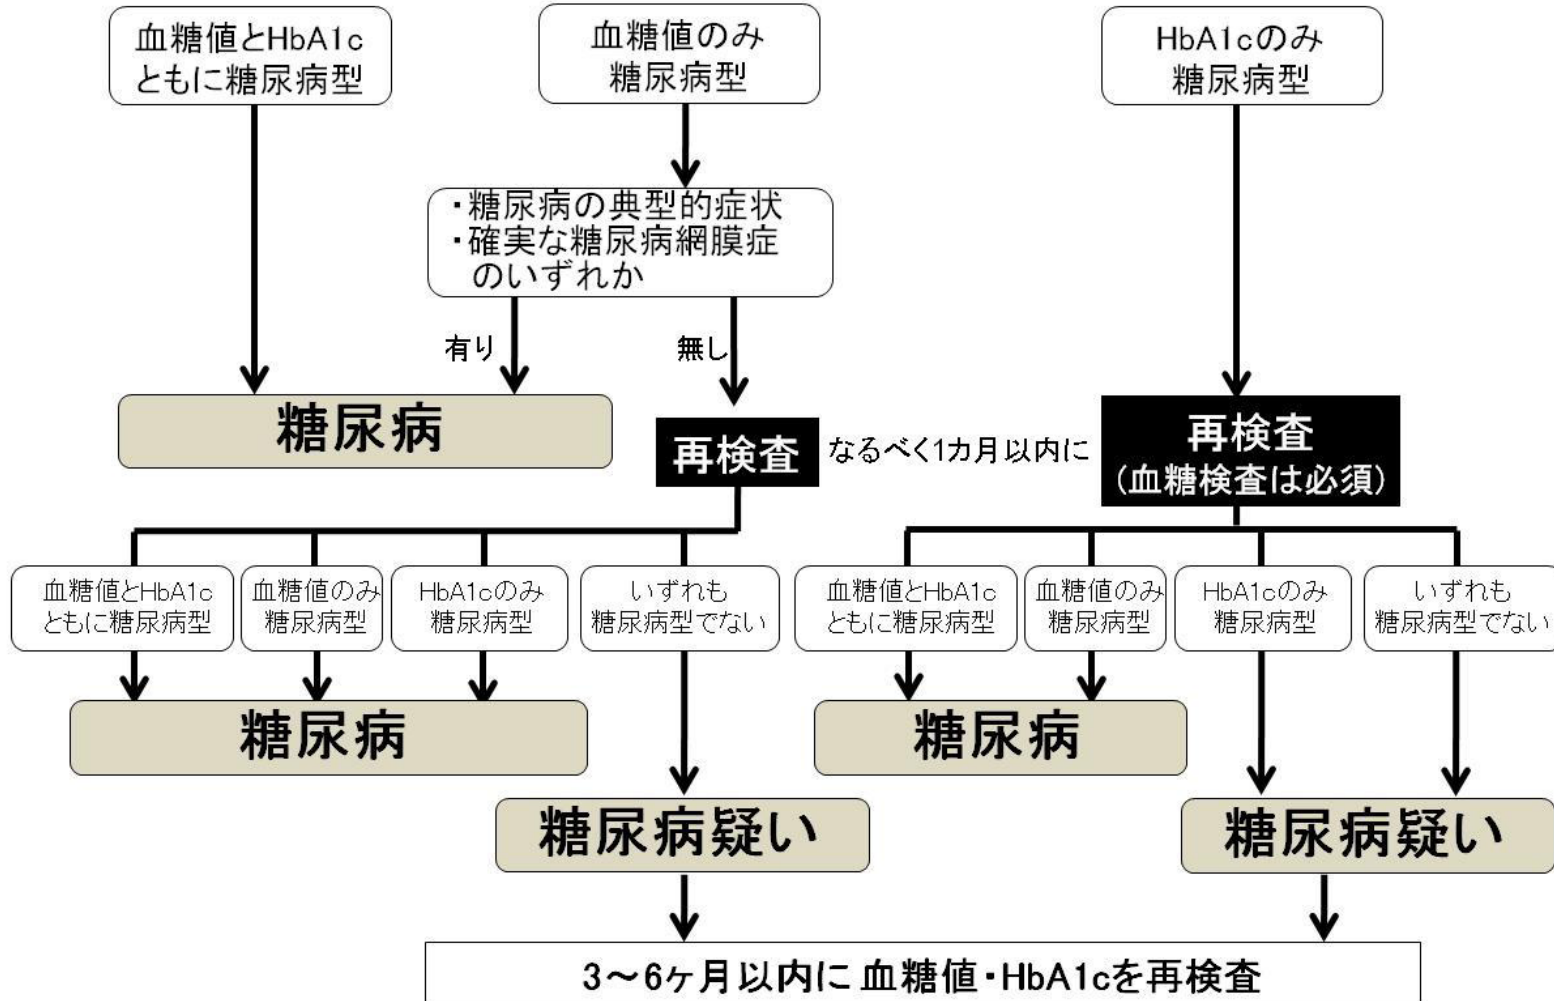 血糖値とHbA1c
ともに糖尿病型
血糖値のみ
糖尿病型
HbA1cのみ
糖尿病型
・糖尿病の典型的症状
・確実な糖尿病網膜症
のいずれか
有り
無し
糖尿病
再検査
なるべく1カ月以内に
再検査
(血糖検査は必須)
血糖値とHbA1c
ともに糖尿病型
血糖値のみ
糖尿病型
HbA1cのみ
糖尿病型
いずれも
糖尿病型でない
血糖値とHbA1c
ともに糖尿病型
血糖値のみ
糖尿病型
HbA1cのみ
糖尿病型
いずれも
糖尿病型でない
糖尿病
糖尿病
糖尿病疑い
糖尿病疑い
3～6ヶ月以内に 血糖値・HbA1cを再検査